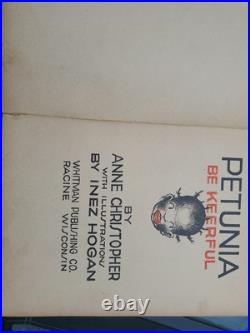 PETUNIA
BE KEERFUL
BY
ANNE CHRISTOPHER
WITH ILLUSTRATIONS
BY INEZ HOGAN
WHITMAN PUBLISHING CO.
RACINE WISCONSIN